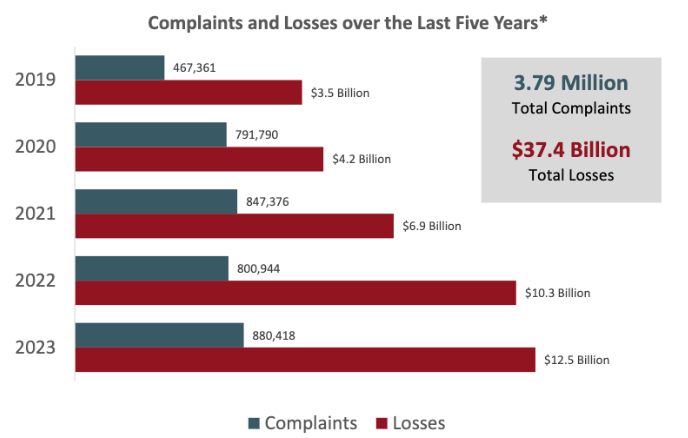 Complaints and Losses over the Last Five Years*
2019
467,361
$3.5 Billion
3.79 Million
Total Complaints
$37.4 Billion
Total Losses
2020
791,790
$4.2 Billion
2021
847,376
$6.9 Billion
2022
800,944
$10.3 Billion
2023
880,418
$12.5 Billion
Complaints Losses